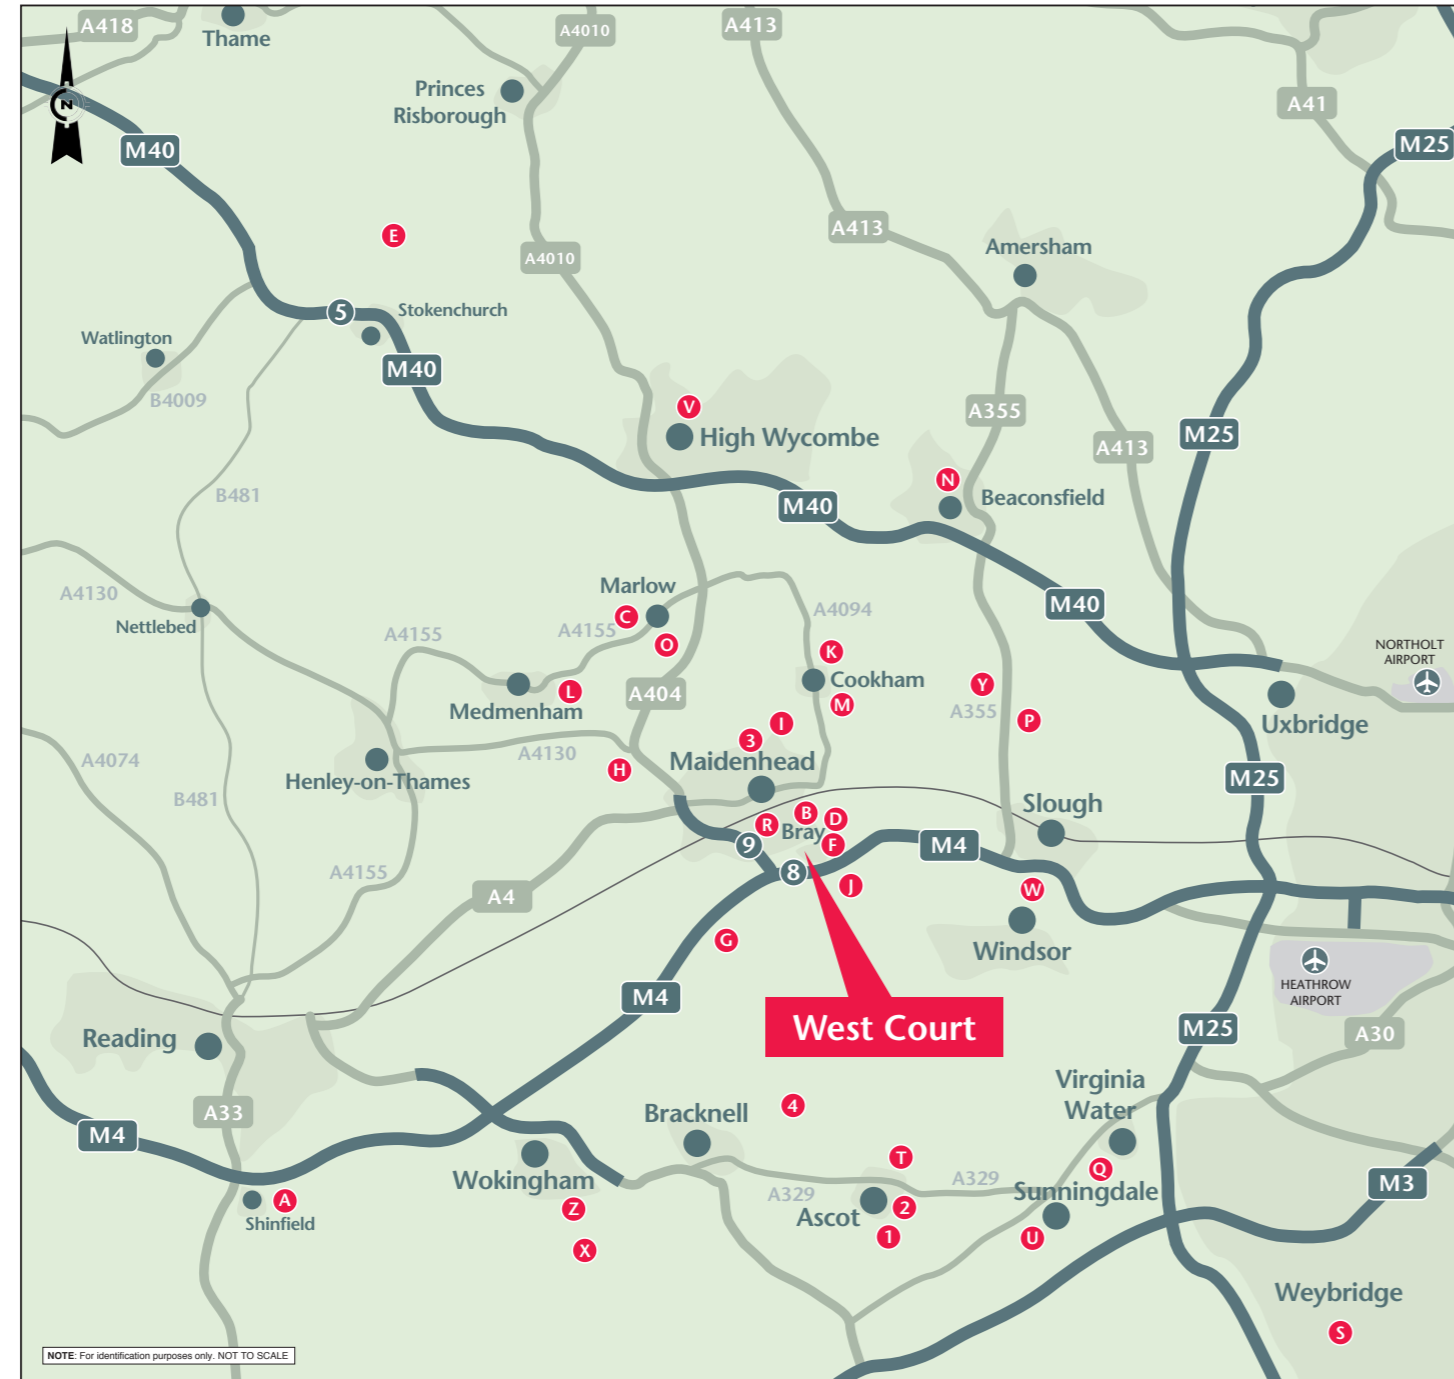 A418
Thame
A4010
A413
N
Princes
Risborough
A41
M40
M25
E
A413
A4010
Amersham
5
Stokenchurch
Watlington
M40
B4009
V
A355
High Wycombe
M25
A413
N
Beaconsfield
B481
M40
A4130
Marlow
M40
A4094
C
Nettlebed
A4155
A4155
O
K
NORTHOLT
AIRPORT
Cookham
L
A404
Y
M
Medmenham
A355
P
I
Uxbridge
3
A4130
A4074
Maidenhead
H
Henley-on-Thames
M25
B481
Slough
B
D
R
Bray
F
9
M4
8
A4155
J
W
A4
G
Windsor
HEATHROW
AIRPORT
M4
West Court
M25
A30
Reading
Virginia
Water
4
A33
Bracknell
M4
T
Q
Wokingham
A329
A329
Sunningdale
M3
A
Shinfield
Z
Ascot
2
1
U
X
Weybridge
S
NOTE: For identification purposes only. NOT TO SCALE